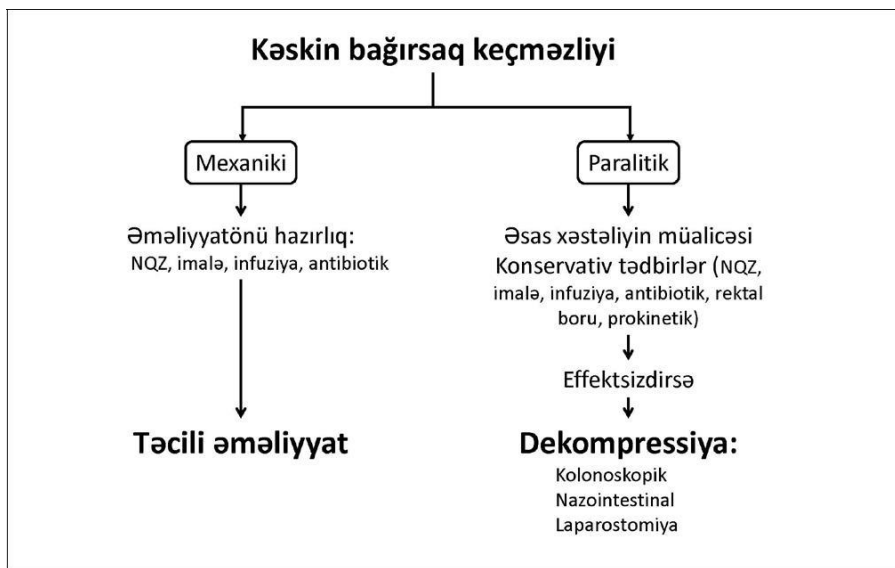 Kəskin bağırsaq keçməzliyi
Mexaniki
Əməliyyatönü hazırlıq:
NQZ, imalə, infuziya, antibiotik
Təcili əməliyyat
Paralitik
Əsas xəstəliyin müalicəsi
Konservativ tədbirlər (NQZ,
imalə, infuziya, antibiotik, rektal
boru, prokinetik)
Effektsizdirsə
Dekompressiya:
Kolonoskopik
Nazointestinal
Laparostomiya